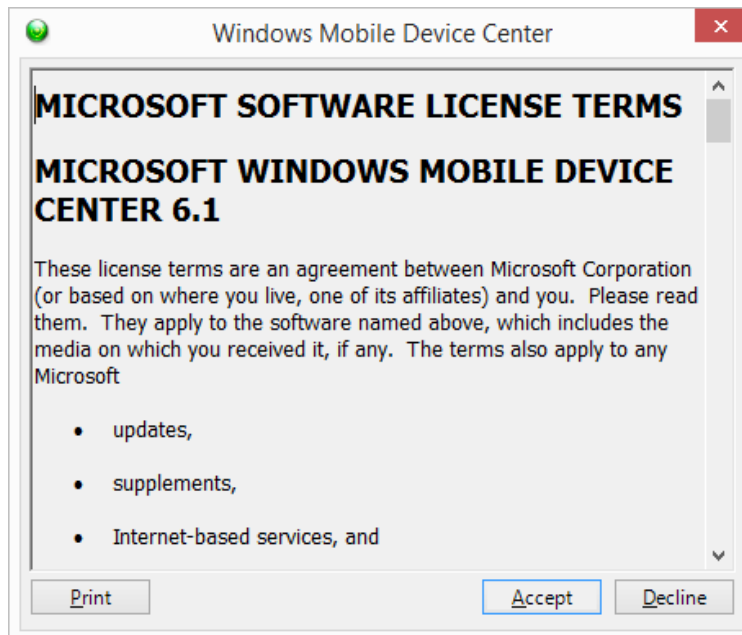 Windows Mobile Device Center
MICROSOFT SOFTWARE LICENSE TERMS
MICROSOFT WINDOWS MOBILE DEVICE
CENTER 6.1
These license terms are an agreement between Microsoft Corporation
(or based on where you live, one of its affiliates) and you.  Please read
them.  They apply to the software named above, which includes the
media on which you received it, if any.  The terms also apply to any
Microsoft
• updates,
• supplements,
• Internet-based services, and
Print Accept Decline